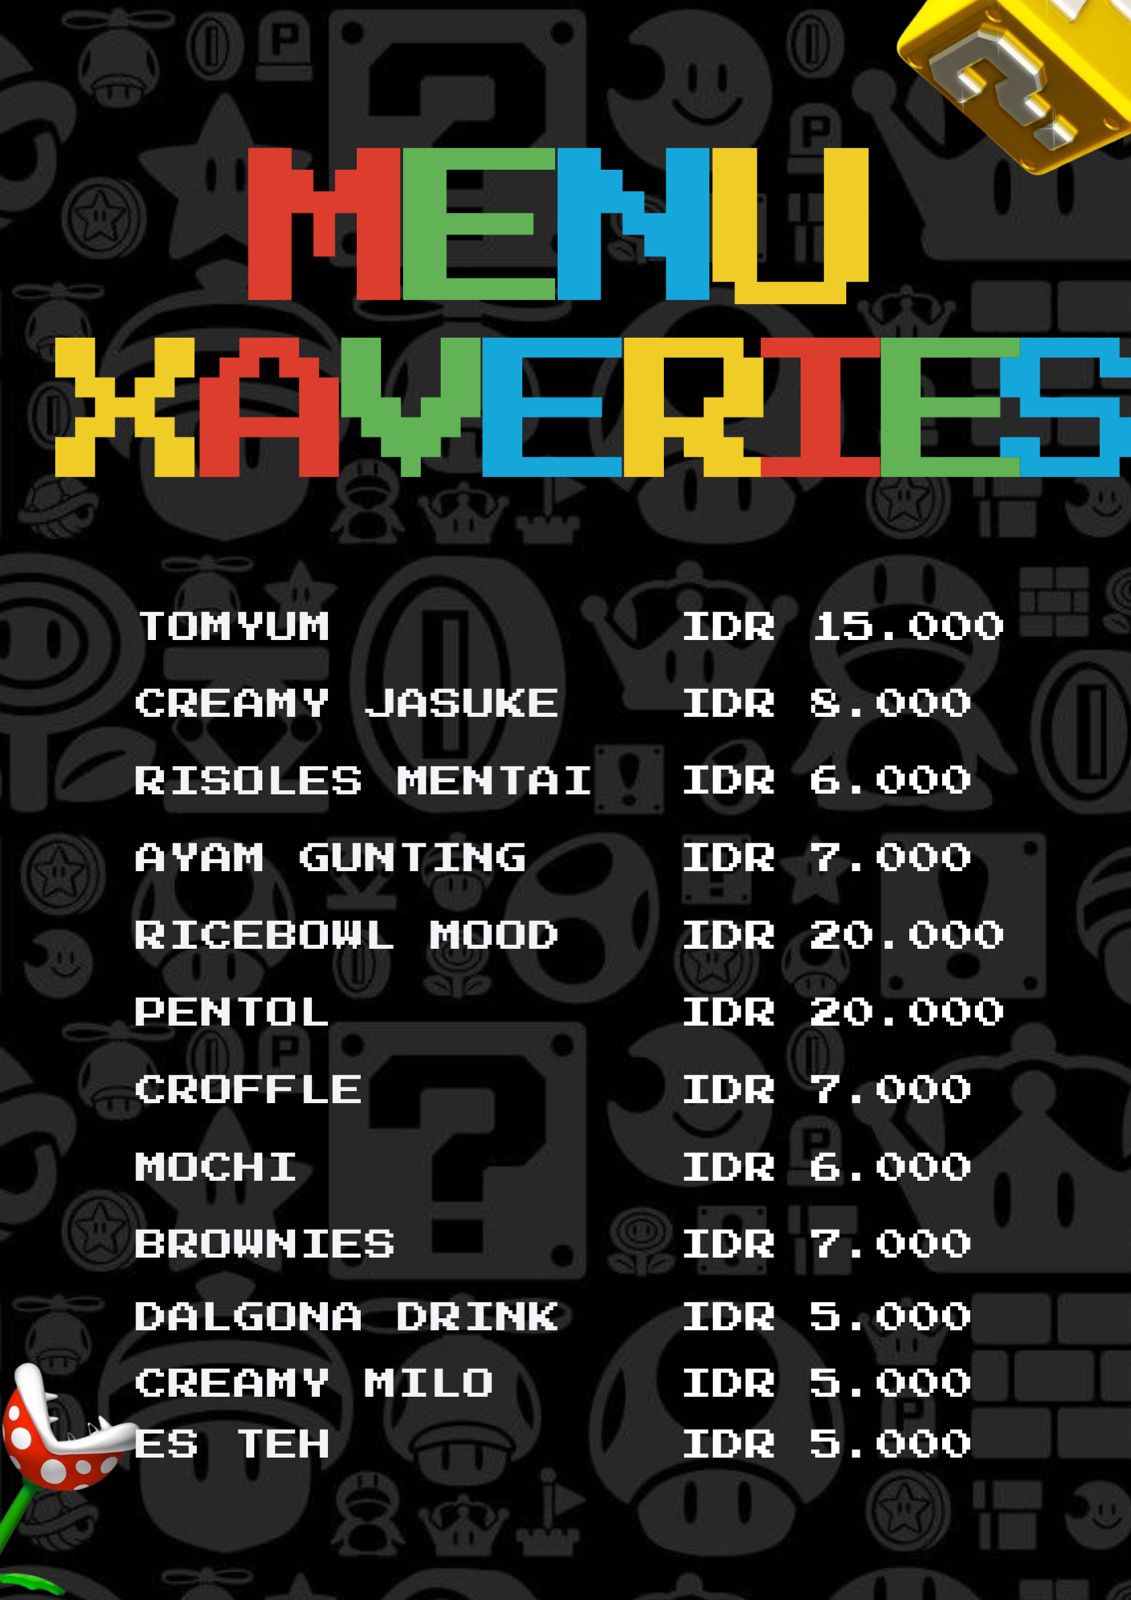 MENU
XAVERIES
TOMYUM IDR 15.000
CREAMY JASUKE IDR 8.000
RISOLES MENTAI IDR 6.000
AYAM GUNTING IDR 7.000
RICEBOWL MOOD IDR 20.000
PENTOL IDR 20.000
CROFFLE IDR 7.000
MOCHI IDR 6.000
BROWNIES IDR 7.000
DALGONA DRINK IDR 5.000
CREAMY MILO IDR 5.000
ES TEH IDR 5.000